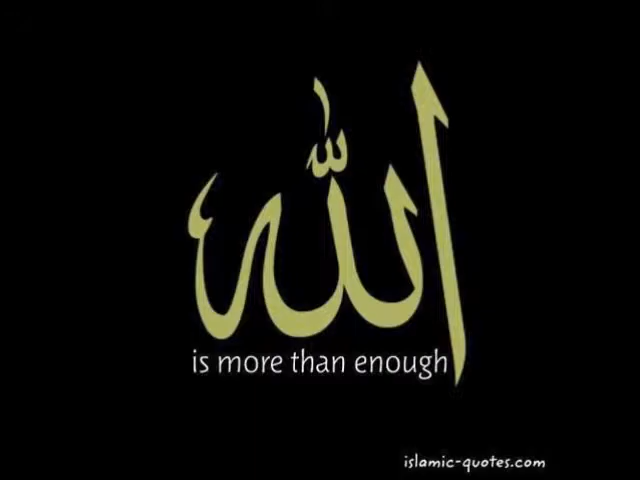 الله
is more than enough
islamic-quotes.com